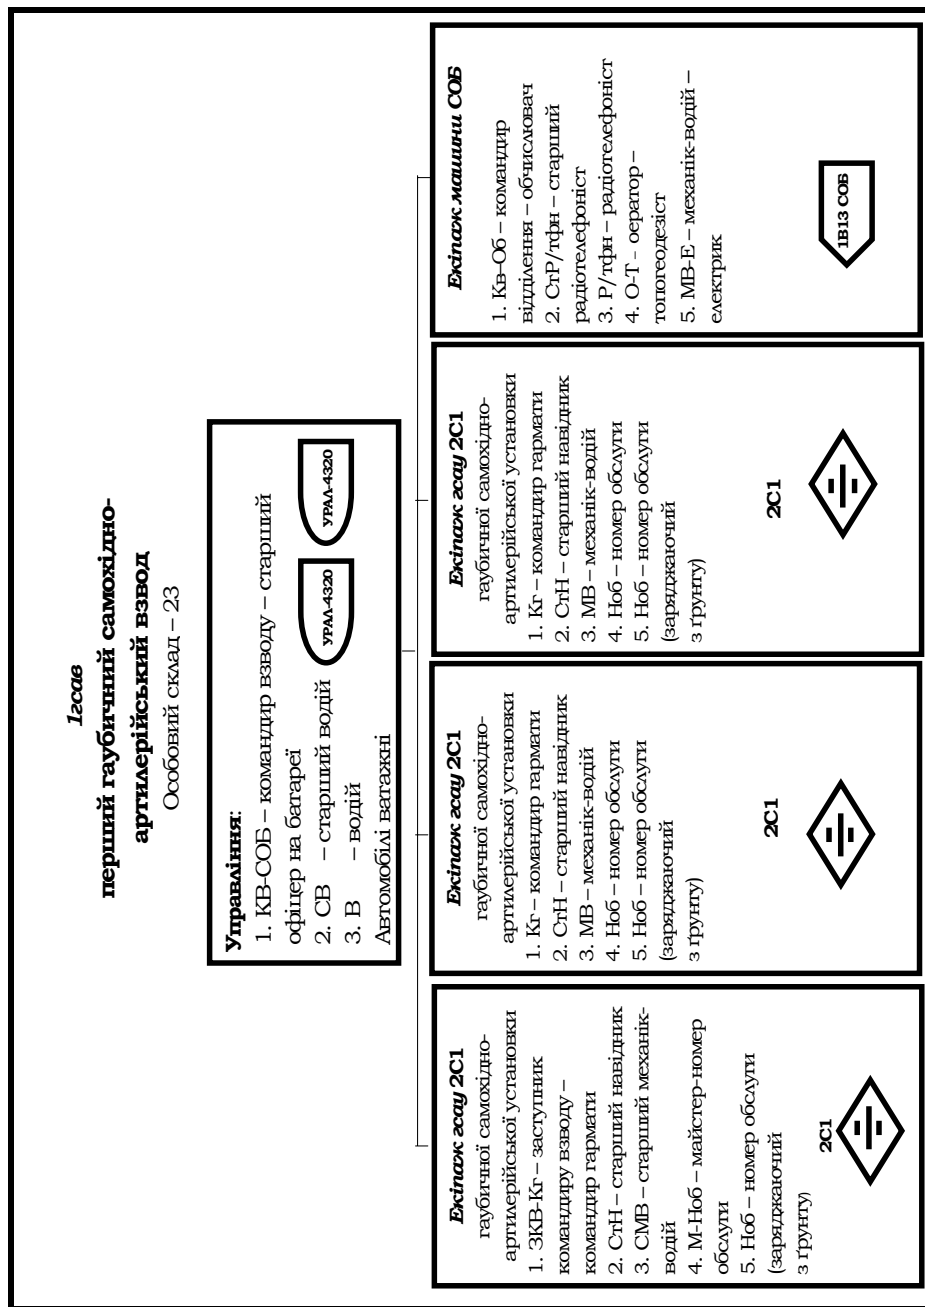 1гсав
перший гаубичний самохідно-
артилерійський взвод
Особовий склад – 23
Управління:
1. КВ-СОБ – командир взводу – старший
офіцер на батареї
2. СВ – старший водій
3. В – водій
Автомобілі ватажні
УРАЛ-4320
УРАЛ-4320
Екіпаж гсау 2С1
гаубичної самохідно-
артилерійської установки
1. ЗКВ-Кг – заступник
командиру взводу –
командир гармати
2. СтН – старший навідник
3. СМВ – старший механік-
водій
4. М-Ноб – майстер-номер
обслуги
5. Ноб – номер обслуги
(заряджаючий
з ґрунту)
2С1
Екіпаж гсау 2С1
гаубичної самохідно-
артилерійської установки
1. Кг – командир гармати
2. СтН – старший навідник
3. МВ – механік-водій
4. Ноб – номер обслуги
5. Ноб – номер обслуги
(заряджаючий
з ґрунту)
2С1
Екіпаж гсау 2С1
гаубичної самохідно-
артилерійської установки
1. Кг – командир гармати
2. СтН – старший навідник
3. МВ – механік-водій
4. Ноб – номер обслуги
5. Ноб – номер обслуги
(заряджаючий
з ґрунту)
2С1
Екіпаж машини СОБ
1. Кв–Об – командир
відділення – обчислювач
2. СтР/тфн – старший
радіотелефоніст
3. Р/тфн – радіотелефоніст
4. О-Т - оератор –
топогеодезіст
5. МВ-Е – механік-водій –
електрик
1В13 СОБ